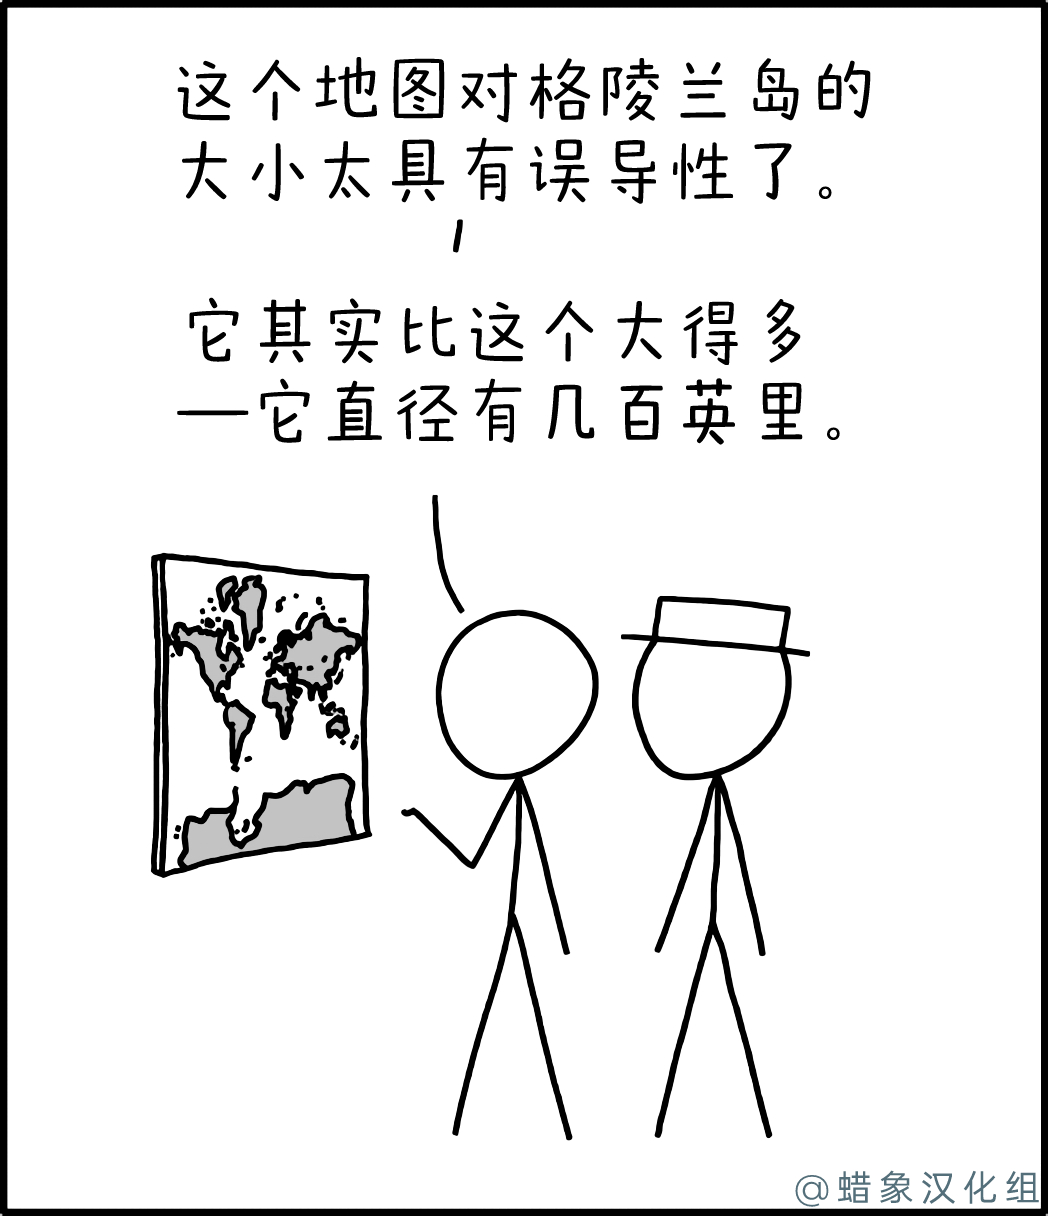 这个地图对格陵兰岛的
大小太具有误导性了。
它其实比这个大得多
—它直径有几百英里。
@蜡象汉化组